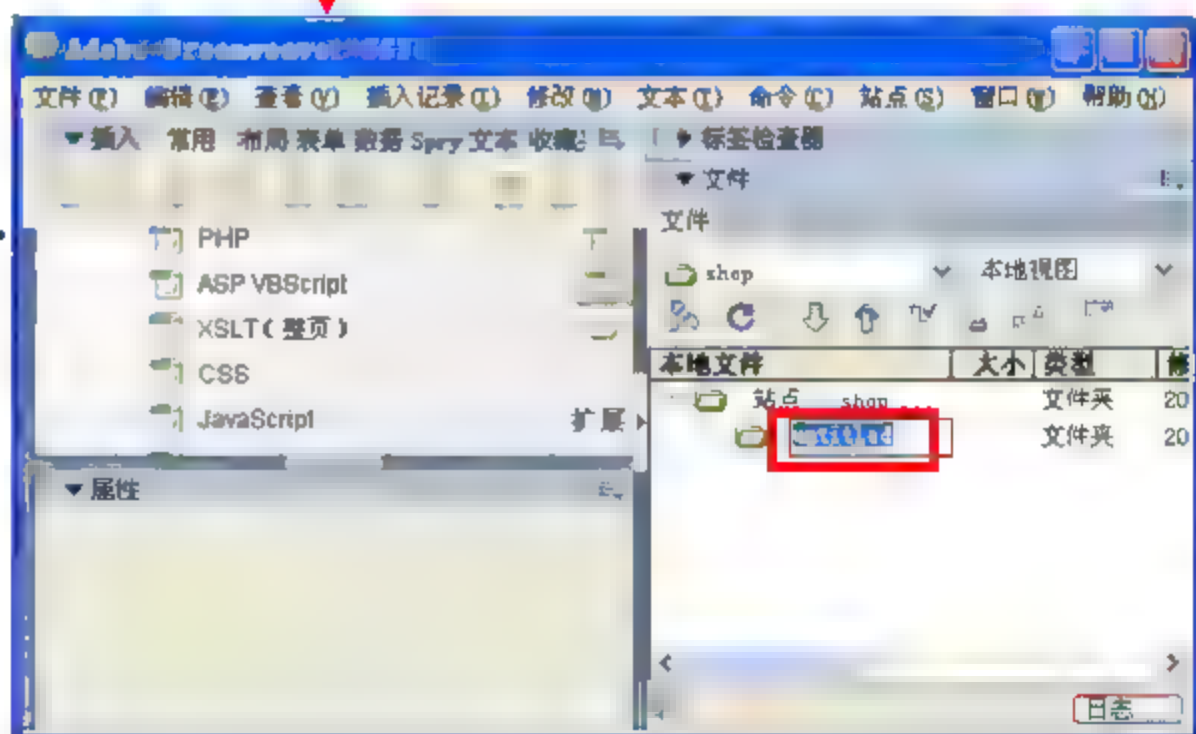 文件(F) 编辑(E) 查看(V) 插入记录(I) 修改(M) 文本(T) 命令(C) 站点(S) 窗口(W) 帮助(H)
插入 常用 布局 表单 数据 Spry 文本 收藏
标签检查器
文件
文件
PHP
ASP VBScript
XSLT(整页)
CSS
JavaScript
扩展
shop 本地视图
本地文件 大小 类型 修
站点 shop 文件夹 20
untitled 文件夹 20
属性
日志